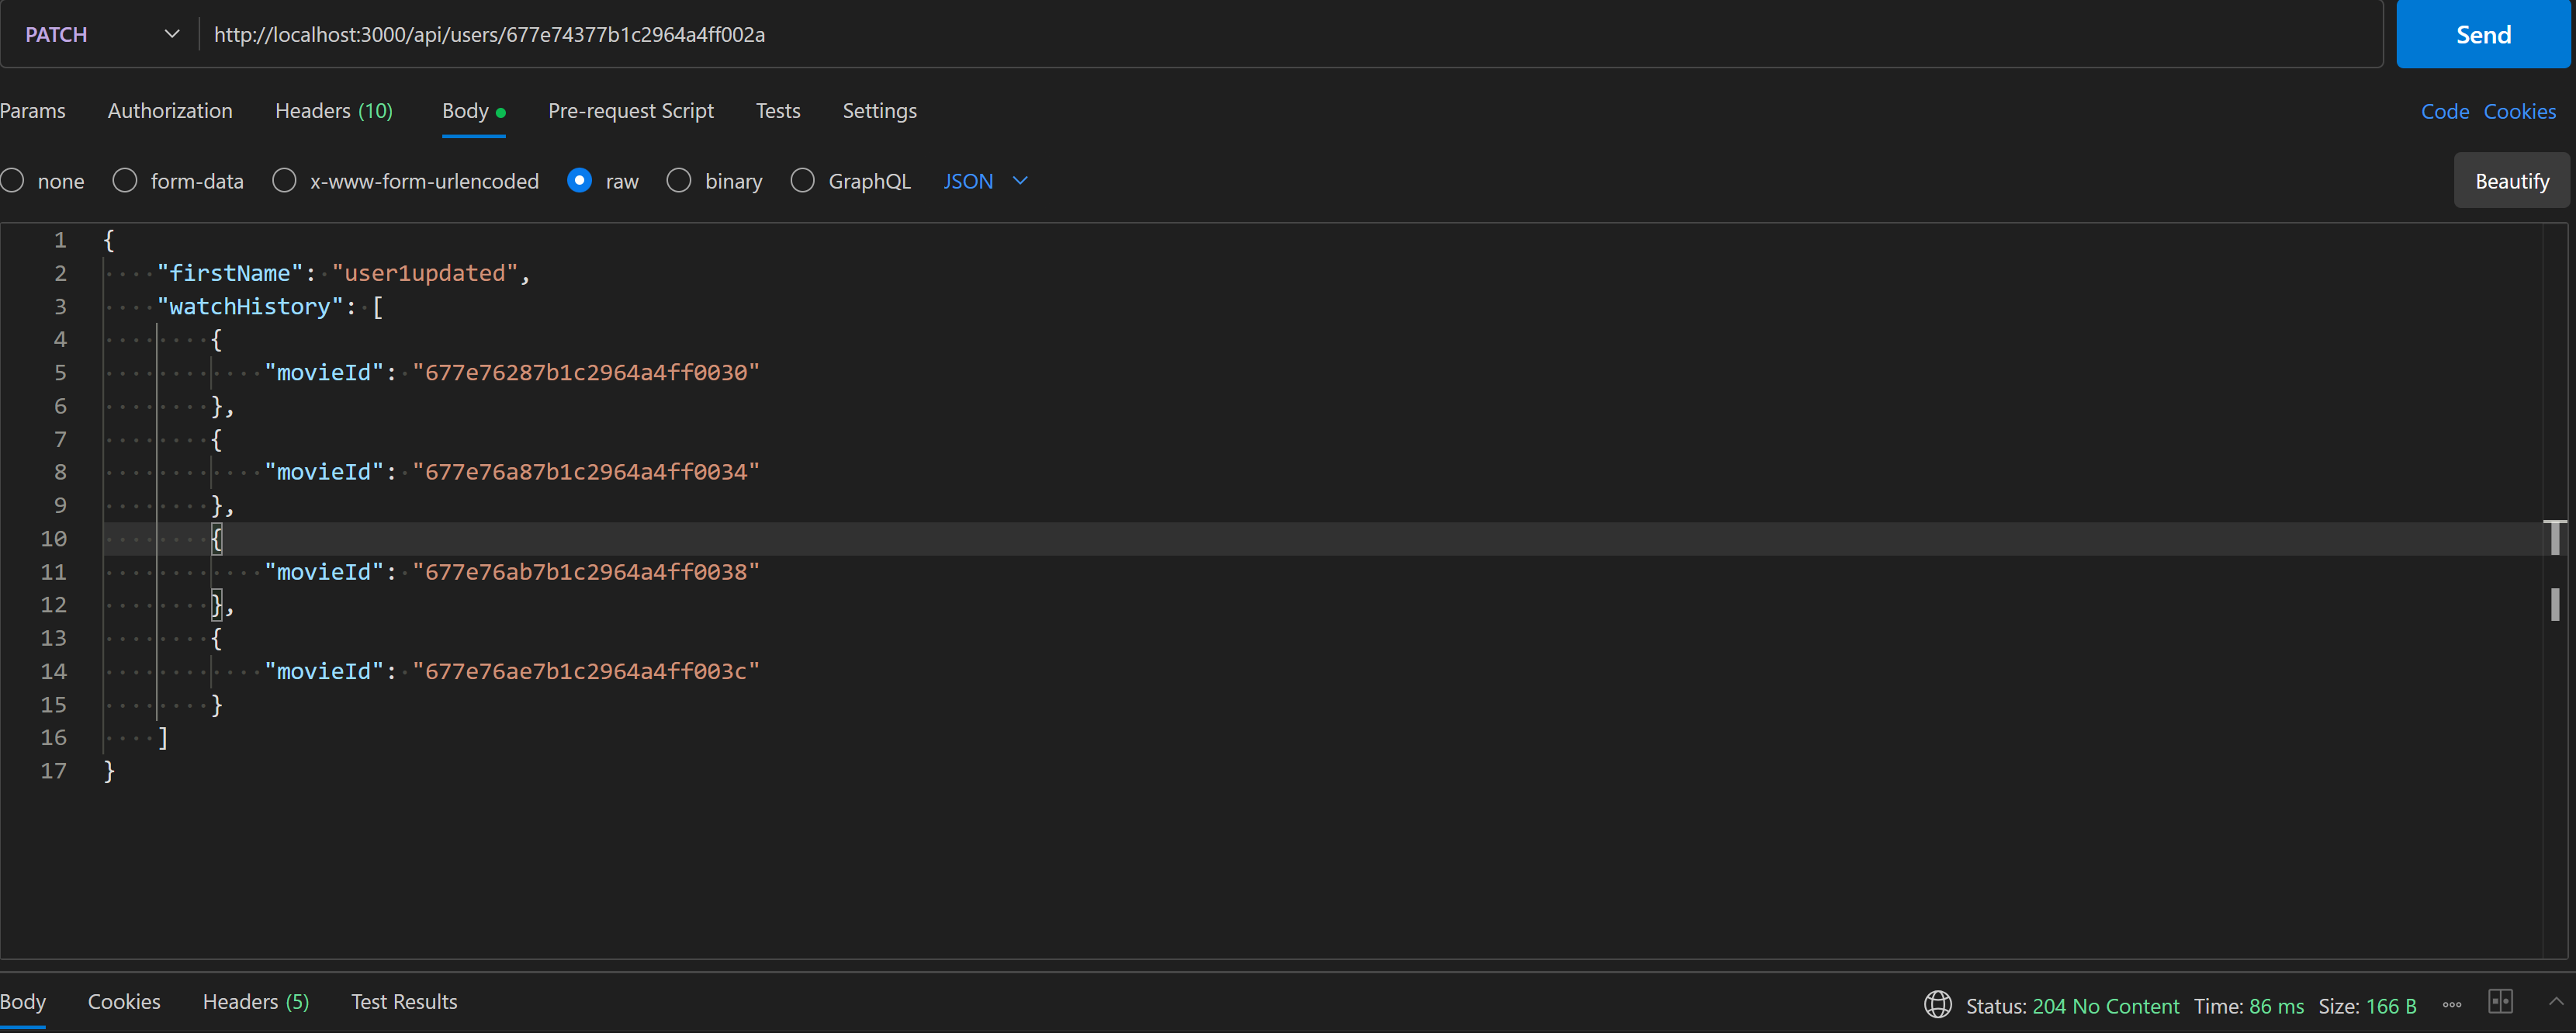 PATCH http://localhost:3000/api/users/677e74377b1c2964a4ff002a Send
Params Authorization Headers (10) Body Pre-request Script Tests Settings Code Cookies
none form-data x-www-form-urlencoded raw binary GraphQL JSON Beautify
1 {
2 "firstName": "user1updated",
3 "watchHistory": [
4 {
5 "movieId": "677e76287b1c2964a4ff0030"
6 },
7 {
8 "movieId": "677e76a87b1c2964a4ff0034"
9 },
10 {
11 "movieId": "677e76ab7b1c2964a4ff0038"
12 },
13 {
14 "movieId": "677e76ae7b1c2964a4ff003c"
15 }
16 ]
17 }
Body Cookies Headers (5) Test Results Status: 204 No Content Time: 86 ms Size: 166 B